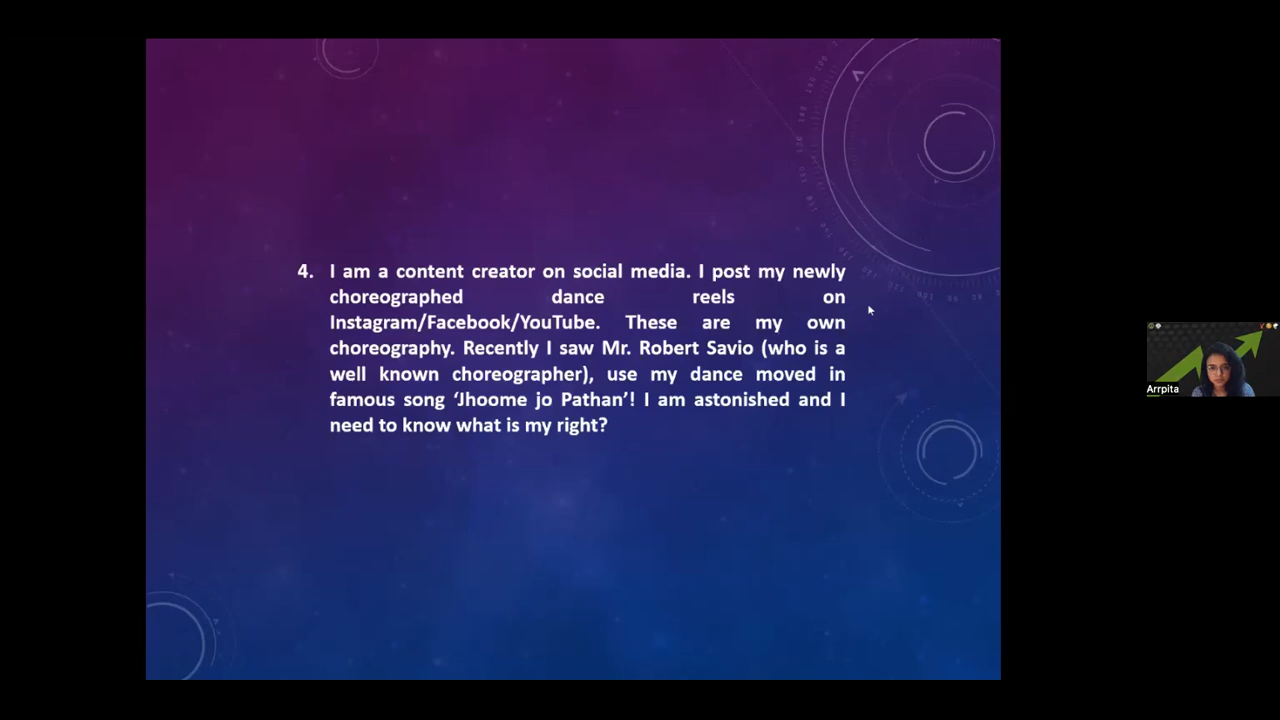 4. I am a content creator on social media. I post my newly
choreographed dance reels on
Instagram/Facebook/YouTube. These are my own
choreography. Recently I saw Mr. Robert Savio (who is a
well known choreographer), use my dance moved in
famous song ‘Jhoome jo Pathan’! I am astonished and I
need to know what is my right?
Arrpita